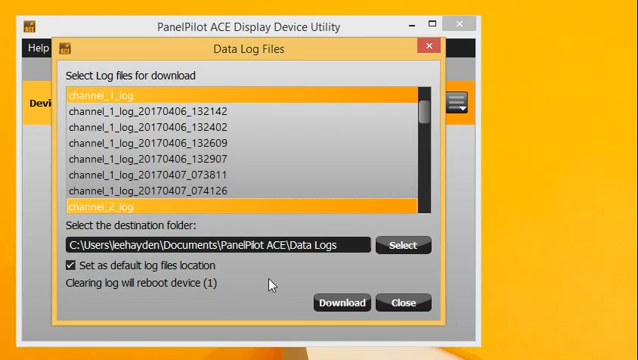 PanelPilot ACE Display Device Utility
Help
Data Log Files
Select Log files for download
channel_1_log
channel_1_log_20170406_132142
channel_1_log_20170406_132402
Devi
channel_1_log_20170406_132609
channel_1_log_20170406_132907
channel_1_log_20170407_073811
channel_1_log_20170407_074126
channel_2_log
Select the destination folder:
C:\Users\leehayden\Documents\PanelPilot ACE\Data Logs
Select
Set as default log files location
Clearing log will reboot device (1)
Download
Close